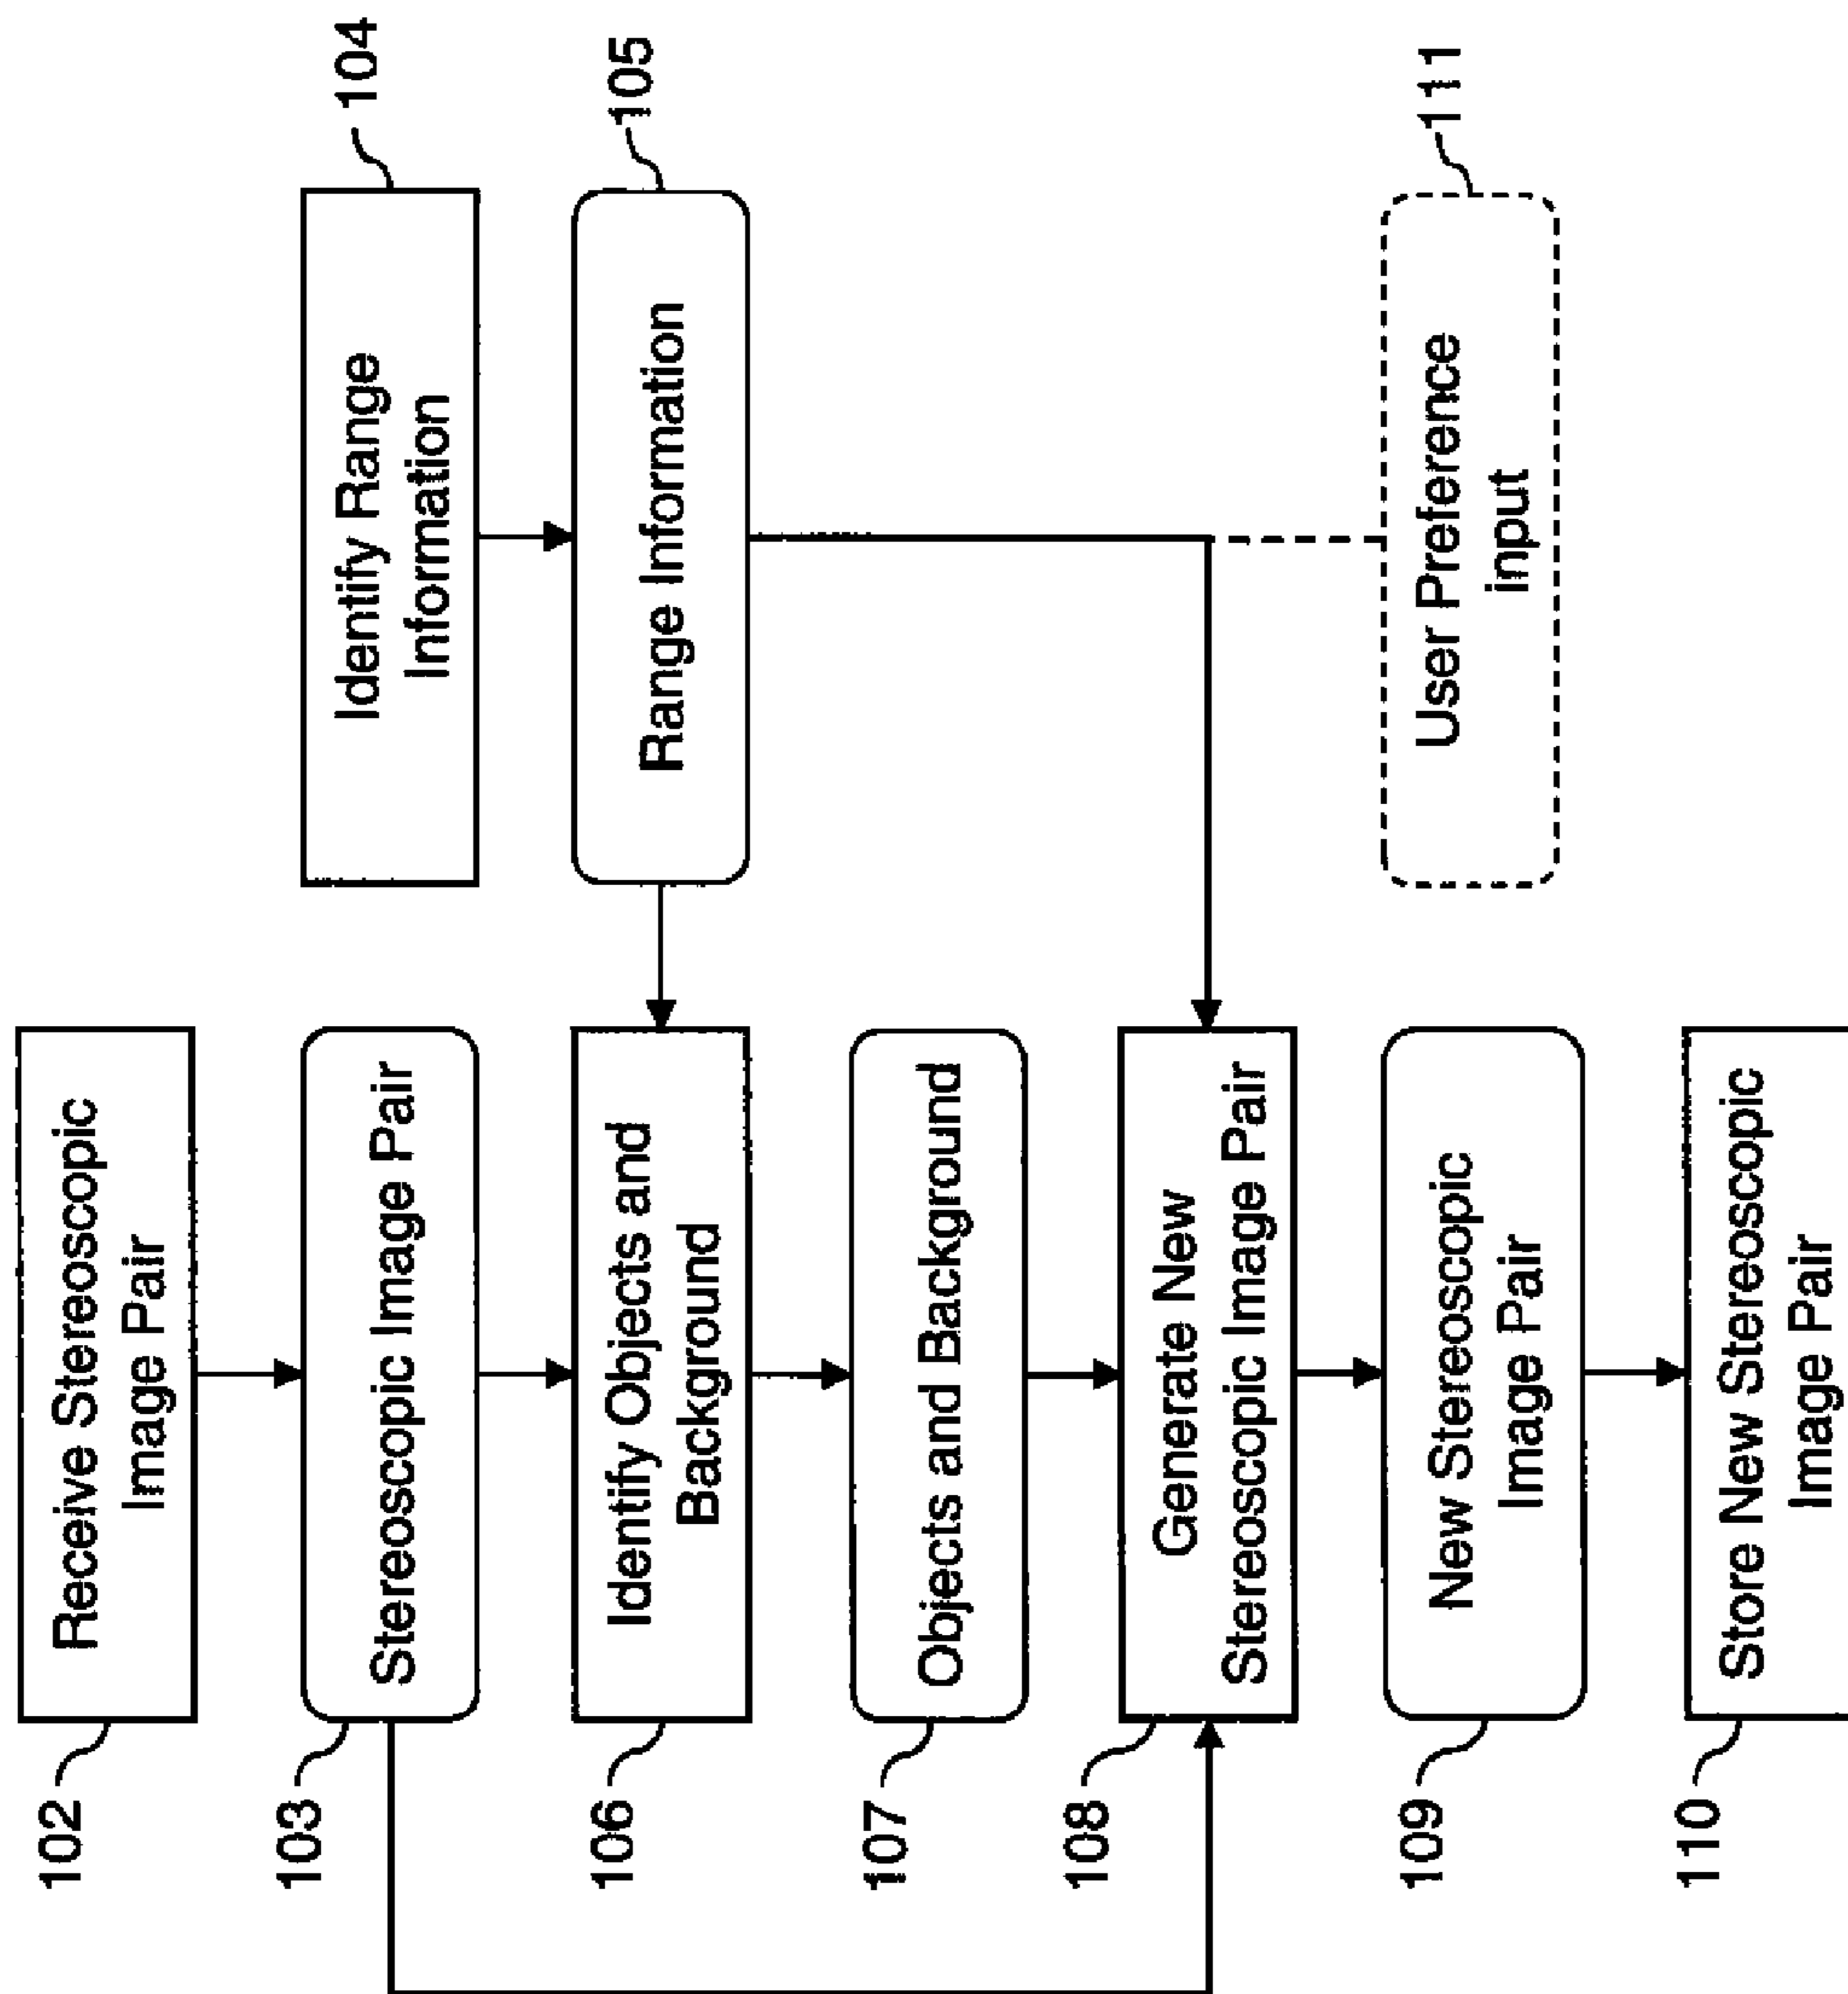 102
Receive Stereoscopic
Image Pair
103
Stereoscopic Image Pair
Identify Range
Information
104
106
Identify Objects and
Background
Range Information
105
107
Objects and Background
108
Generate New
Stereoscopic Image Pair
109
New Stereoscopic
Image Pair
User Preference
input
111
110
Store New Stereoscopic
Image Pair